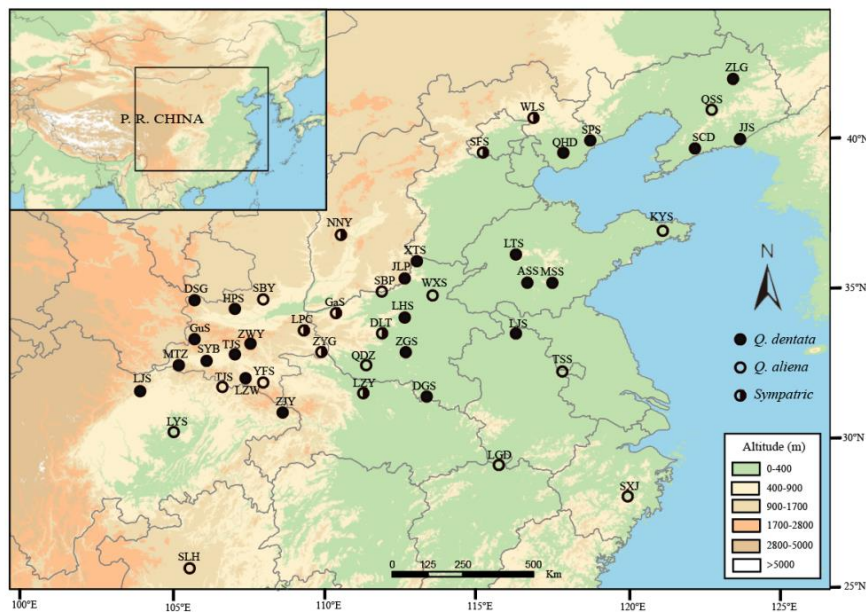 P. R. CHINA
ZLG
QSS
WLS
SFS
QHD
SPS
SCD
JJS
40°N
KYS
NNY
XTS
JLP
LTS
N
DSG
SBY
HPS
SBP
WXS
ASS
MSS
35°N
GaS
LHS
LPC
DLT
GuS
ZWY
TJS
ZYG
ZGS
LJS
MTZ
SYB
QDZ
TSS
TJS
YFS
LJS
LZW
LZY
DGS
ZJY
LYS
30°N
LGD
SXJ
SLH
Q. dentata
Q. aliena
Sympatric
Altitude (m)
0-400
400-900
900-1700
1700-2800
2800-5000
>5000
0 125 250 500
Km
25°N
100°E
105°E
110°E
115°E
120°E
125°E